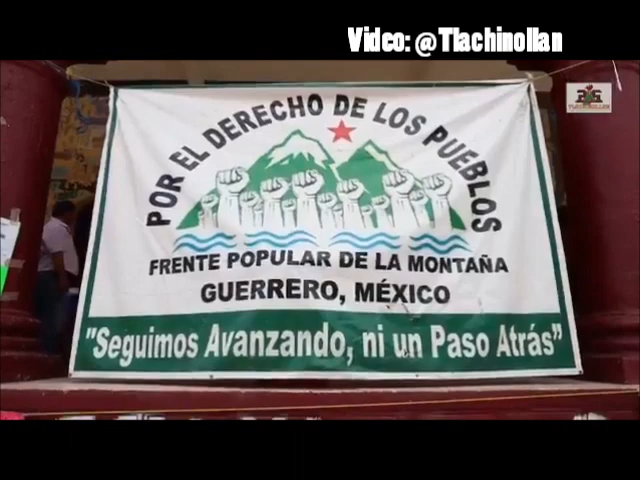 Video: @Tlachinollan
POR EL DERECHO DE LOS PUEBLOS
FRENTE POPULAR DE LA MONTAÑA
GUERRERO, MÉXICO
"Seguimos Avanzando, ni un Paso Atrás"